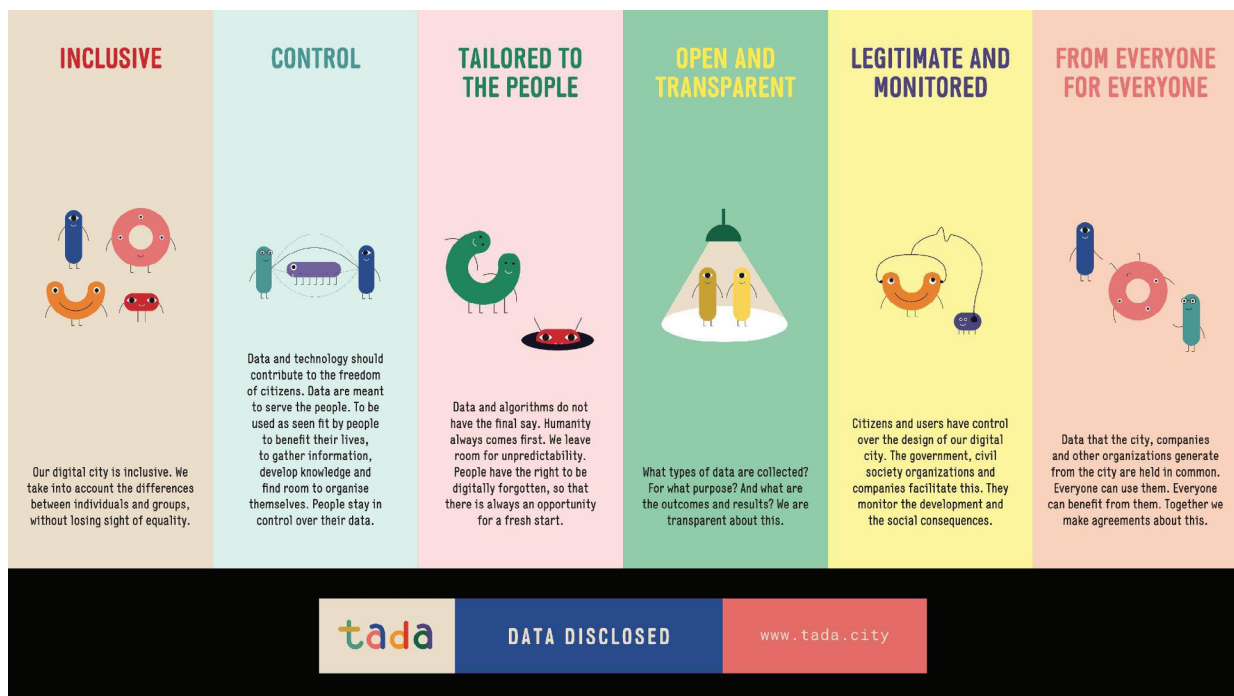 INCLUSIVE
Our digital city is inclusive. We
take into account the differences
between individuals and groups,
without losing sight of equality.
CONTROL
Data and technology should
contribute to the freedom
of citizens. Data are meant
to serve the people. To be
used as seen fit by people
to benefit their lives,
to gather information,
develop knowledge and
find room to organise
themselves. People stay in
control over their data.
TAILORED TO
THE PEOPLE
Data and algorithms do not
have the final say. Humanity
always comes first. We leave
room for unpredictability.
People have the right to be
digitally forgotten, so that
there is always an opportunity
for a fresh start.
OPEN AND
TRANSPARENT
What types of data are collected?
For what purpose? And what are
the outcomes and results? We are
transparent about this.
LEGITIMATE AND
MONITORED
Citizens and users have control
over the design of our digital
city. The government, civil
society organizations and
companies facilitate this. They
monitor the development and
the social consequences.
FROM EVERYONE
FOR EVERYONE
Data that the city, companies
and other organizations generate
from the city are held in common.
Everyone can use them. Everyone
can benefit from them. Together we
make agreements about this.
tada
DATA DISCLOSED
www.tada.city